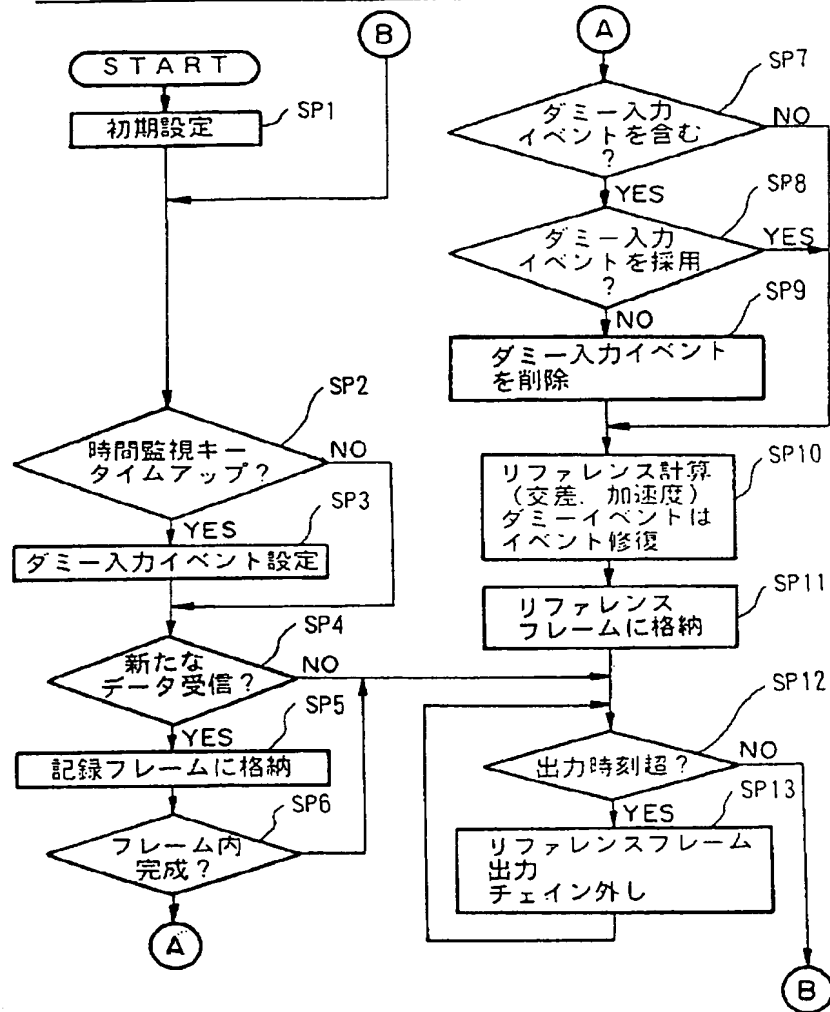 B
START
SP1
初期設定
SP2
時間監視キー
タイムアップ?
NO
YES
SP3
ダミー入力イベント設定
SP4
新たな
データ受信?
NO
YES
SP5
記録フレームに格納
SP6
フレーム内
完成?
A
A
SP7
ダミー入力
イベントを含む
?
NO
YES
SP8
ダミー入力
イベントを採用
?
YES
NO
SP9
ダミー入力イベント
を削除
SP10
リファレンス計算
(交差、加速度)
ダミーイベントは
イベント修復
SP11
リファレンス
フレームに格納
SP12
出力時刻超?
NO
YES
SP13
リファレンスフレーム
出力
チェイン外し
B